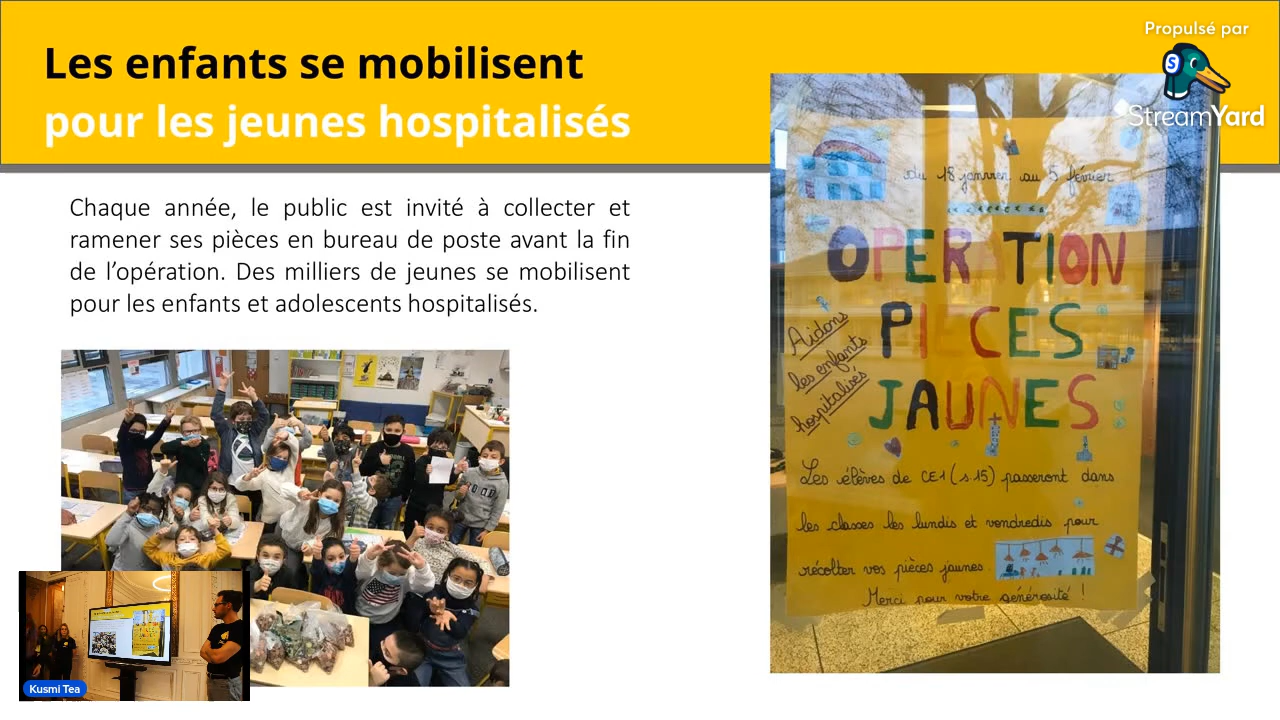 Les enfants se mobilisent
pour les jeunes hospitalisés
Propulsé par
StreamYard
Chaque année, le public est invité à collecter et
ramener ses pièces en bureau de poste avant la fin
de l’opération. Des milliers de jeunes se mobilisent
pour les enfants et adolescents hospitalisés.
du 18 janvier au 5 février
OPERATION
PIECES
JAUNES
Aidons
les enfants
hospitalisés
Les élèves de CE1 (s.15) passeront dans
les classes les lundis et vendredis pour
récolter vos pièces jaunes.
Merci pour votre générosité !
Kusmi Tea